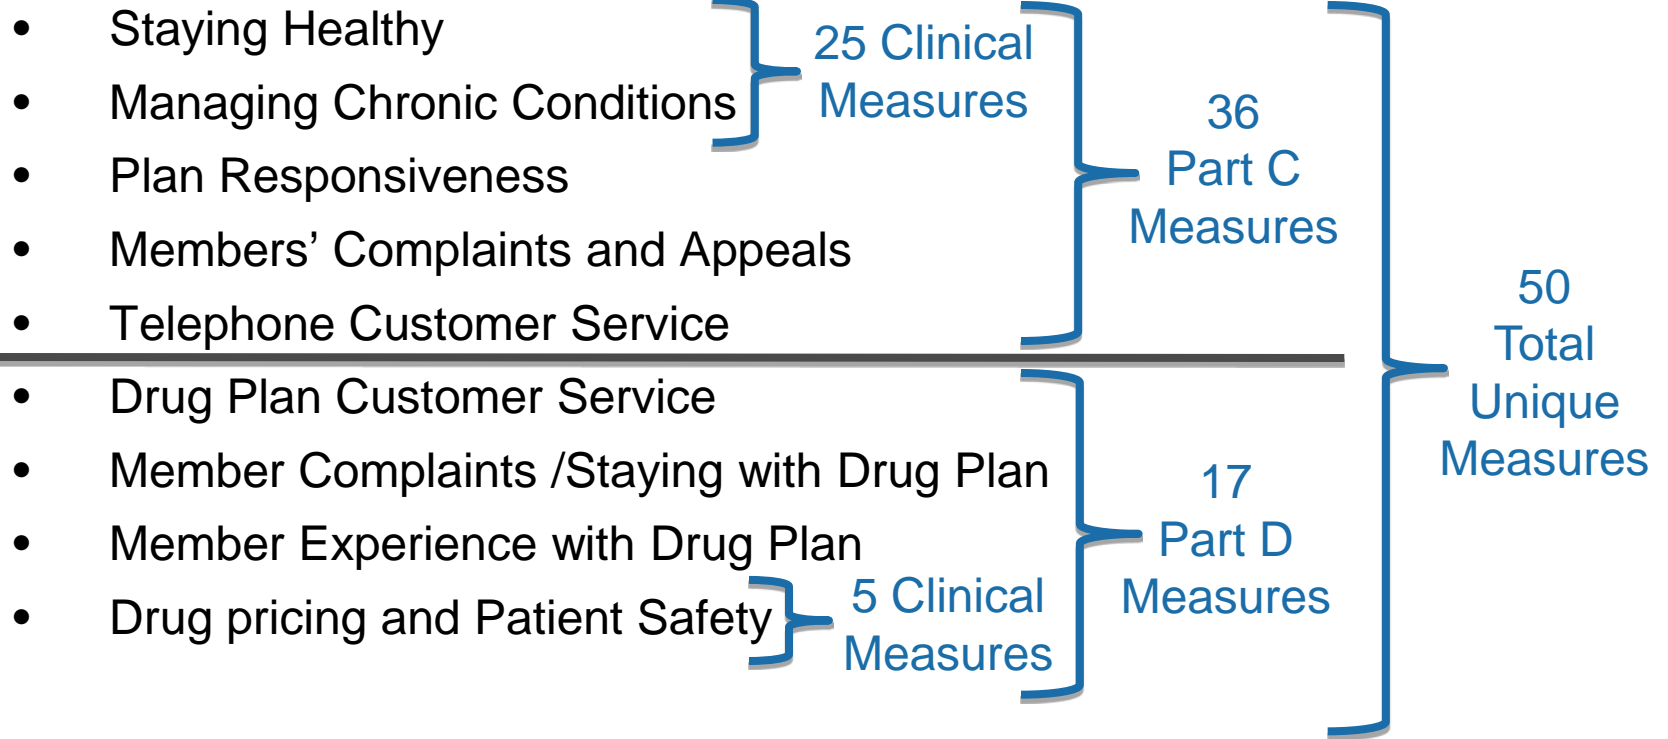 • Staying Healthy
• Managing Chronic Conditions
• Plan Responsiveness
• Members’ Complaints and Appeals
• Telephone Customer Service
25 Clinical
Measures
36
Part C
Measures
• Drug Plan Customer Service
• Member Complaints /Staying with Drug Plan
• Member Experience with Drug Plan
• Drug pricing and Patient Safety
5 Clinical
Measures
17
Part D
Measures
50
Total
Unique
Measures